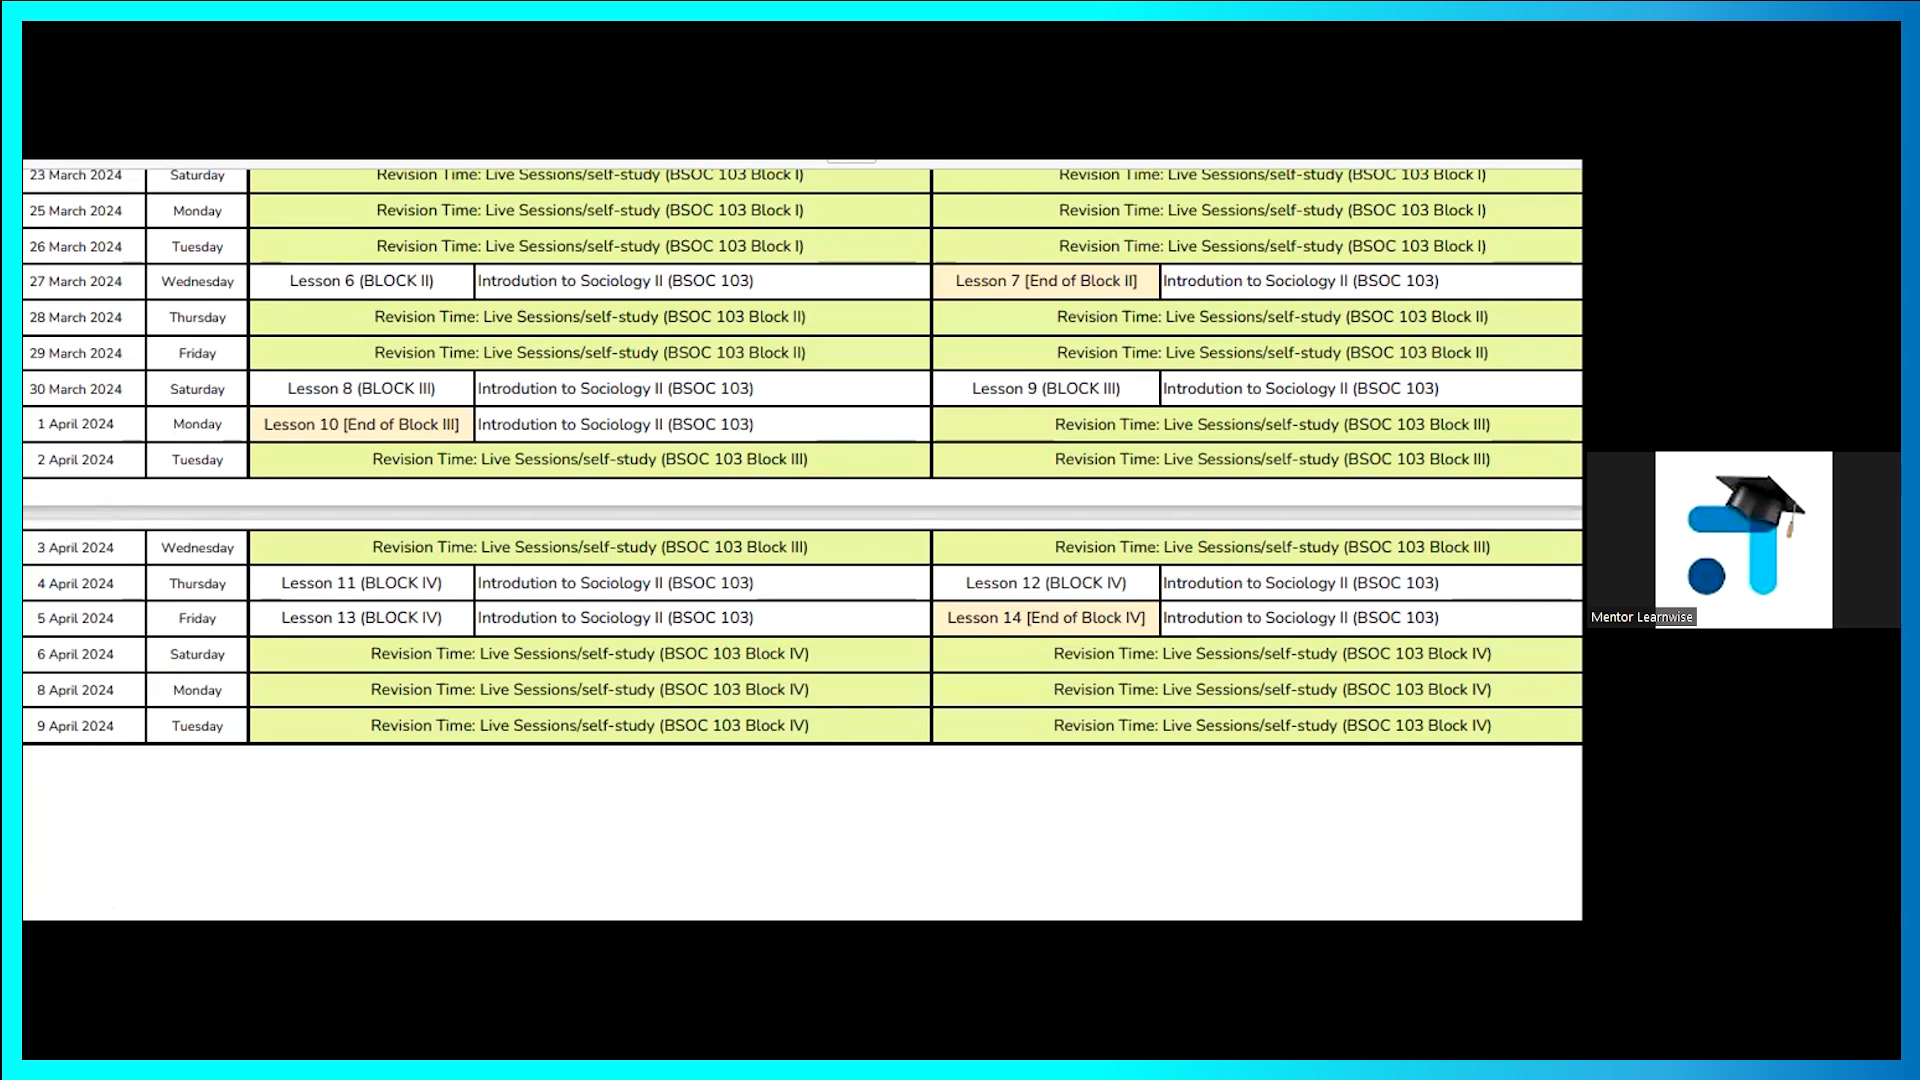 23 March 2024 Saturday Revision Time: Live Sessions/self-study (BSOC 103 Block I) Revision Time: Live Sessions/self-study (BSOC 103 Block I)
25 March 2024 Monday Revision Time: Live Sessions/self-study (BSOC 103 Block I) Revision Time: Live Sessions/self-study (BSOC 103 Block I)
26 March 2024 Tuesday Revision Time: Live Sessions/self-study (BSOC 103 Block I) Revision Time: Live Sessions/self-study (BSOC 103 Block I)
27 March 2024 Wednesday Lesson 6 (BLOCK II) Introdution to Sociology II (BSOC 103) Lesson 7 [End of Block II] Introdution to Sociology II (BSOC 103)
28 March 2024 Thursday Revision Time: Live Sessions/self-study (BSOC 103 Block II) Revision Time: Live Sessions/self-study (BSOC 103 Block II)
29 March 2024 Friday Revision Time: Live Sessions/self-study (BSOC 103 Block II) Revision Time: Live Sessions/self-study (BSOC 103 Block II)
30 March 2024 Saturday Lesson 8 (BLOCK III) Introdution to Sociology II (BSOC 103) Lesson 9 (BLOCK III) Introdution to Sociology II (BSOC 103)
1 April 2024 Monday Lesson 10 [End of Block III] Introdution to Sociology II (BSOC 103) Revision Time: Live Sessions/self-study (BSOC 103 Block III)
2 April 2024 Tuesday Revision Time: Live Sessions/self-study (BSOC 103 Block III) Revision Time: Live Sessions/self-study (BSOC 103 Block III)
3 April 2024 Wednesday Revision Time: Live Sessions/self-study (BSOC 103 Block III) Revision Time: Live Sessions/self-study (BSOC 103 Block III)
4 April 2024 Thursday Lesson 11 (BLOCK IV) Introdution to Sociology II (BSOC 103) Lesson 12 (BLOCK IV) Introdution to Sociology II (BSOC 103)
5 April 2024 Friday Lesson 13 (BLOCK IV) Introdution to Sociology II (BSOC 103) Lesson 14 [End of Block IV] Introdution to Sociology II (BSOC 103)
6 April 2024 Saturday Revision Time: Live Sessions/self-study (BSOC 103 Block IV) Revision Time: Live Sessions/self-study (BSOC 103 Block IV)
8 April 2024 Monday Revision Time: Live Sessions/self-study (BSOC 103 Block IV) Revision Time: Live Sessions/self-study (BSOC 103 Block IV)
9 April 2024 Tuesday Revision Time: Live Sessions/self-study (BSOC 103 Block IV) Revision Time: Live Sessions/self-study (BSOC 103 Block IV)
Mentor Learnwise